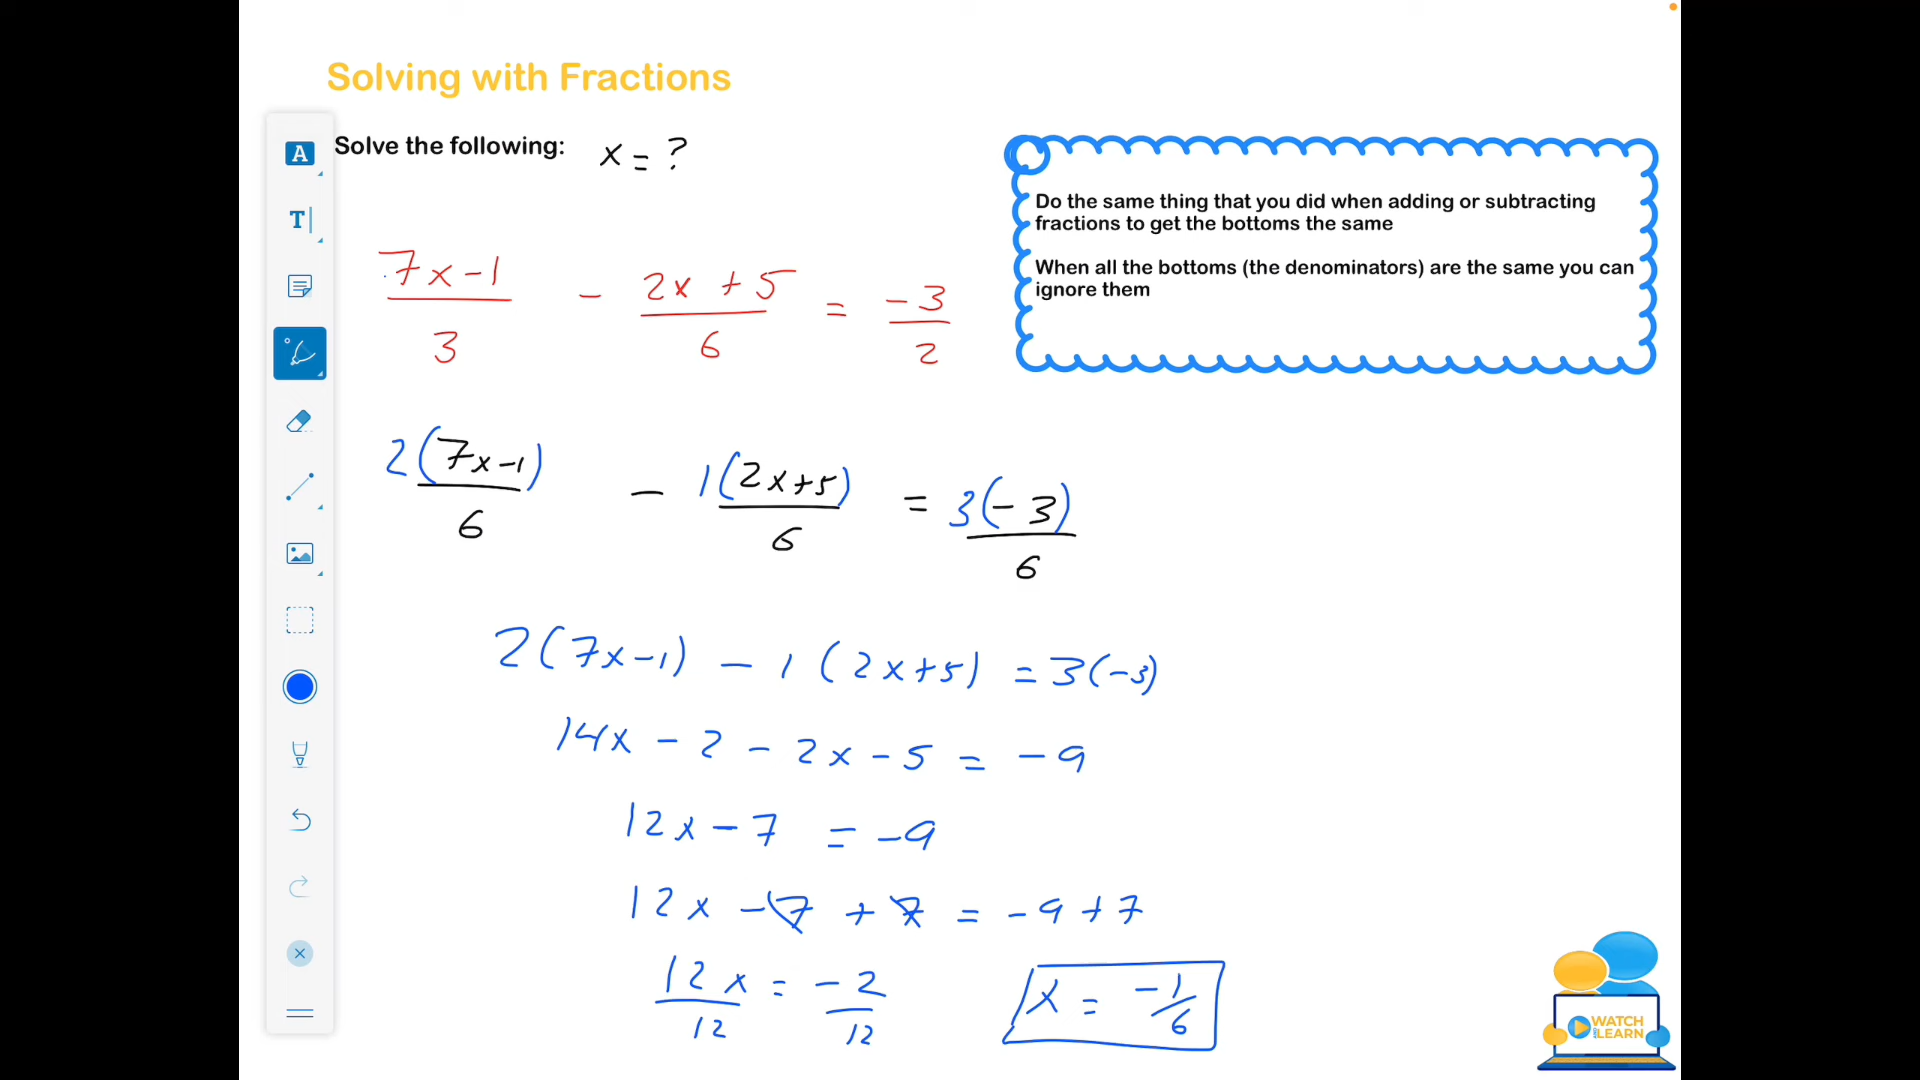 Solving with Fractions
Solve the following: x = ?
Do the same thing that you did when adding or subtracting
fractions to get the bottoms the same
When all the bottoms (the denominators) are the same you can
ignore them
7x-1 - 2x + 5 = -3
3 6 2
2(7x-1) - 1(2x+5) = 3(-3)
6 6 6
2(7x-1) - 1(2x+5) = 3(-3)
14x - 2 - 2x - 5 = -9
12x - 7 = -9
12x - 7 + 7 = -9 + 7
12x = -2
12 12
x = -1/6
A
T
WATCH
AND LEARN